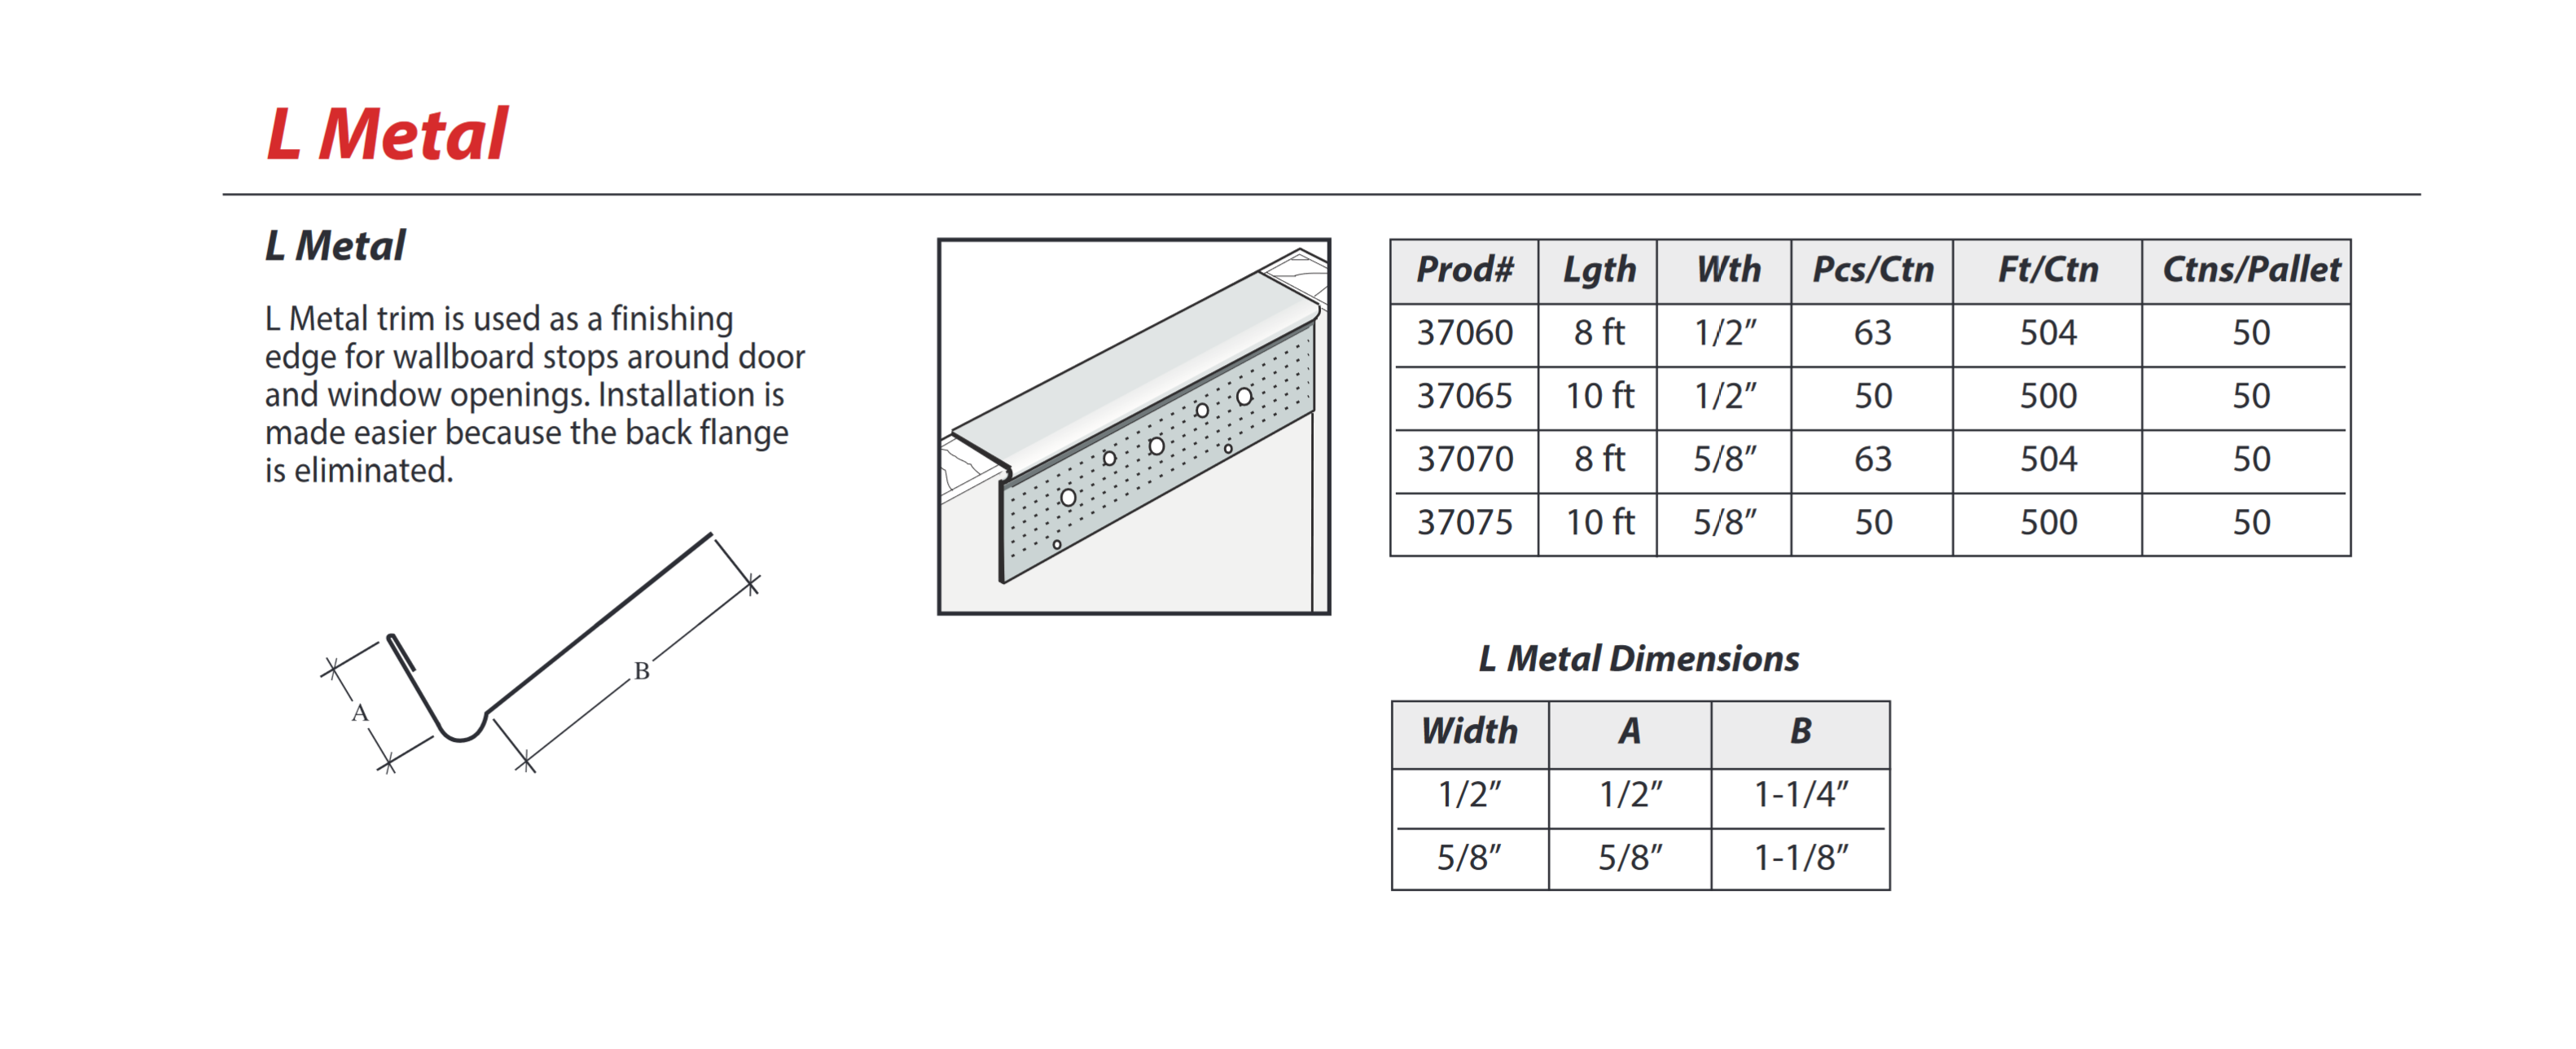 L Metal
L Metal
L Metal trim is used as a finishing
edge for wallboard stops around door
and window openings. Installation is
made easier because the back flange
is eliminated.
A
B
Prod# Lgth Wth Pcs/Ctn Ft/Ctn Ctns/Pallet
37060 8 ft 1/2” 63 504 50
37065 10 ft 1/2” 50 500 50
37070 8 ft 5/8” 63 504 50
37075 10 ft 5/8” 50 500 50
L Metal Dimensions
Width A B
1/2” 1/2” 1-1/4”
5/8” 5/8” 1-1/8”